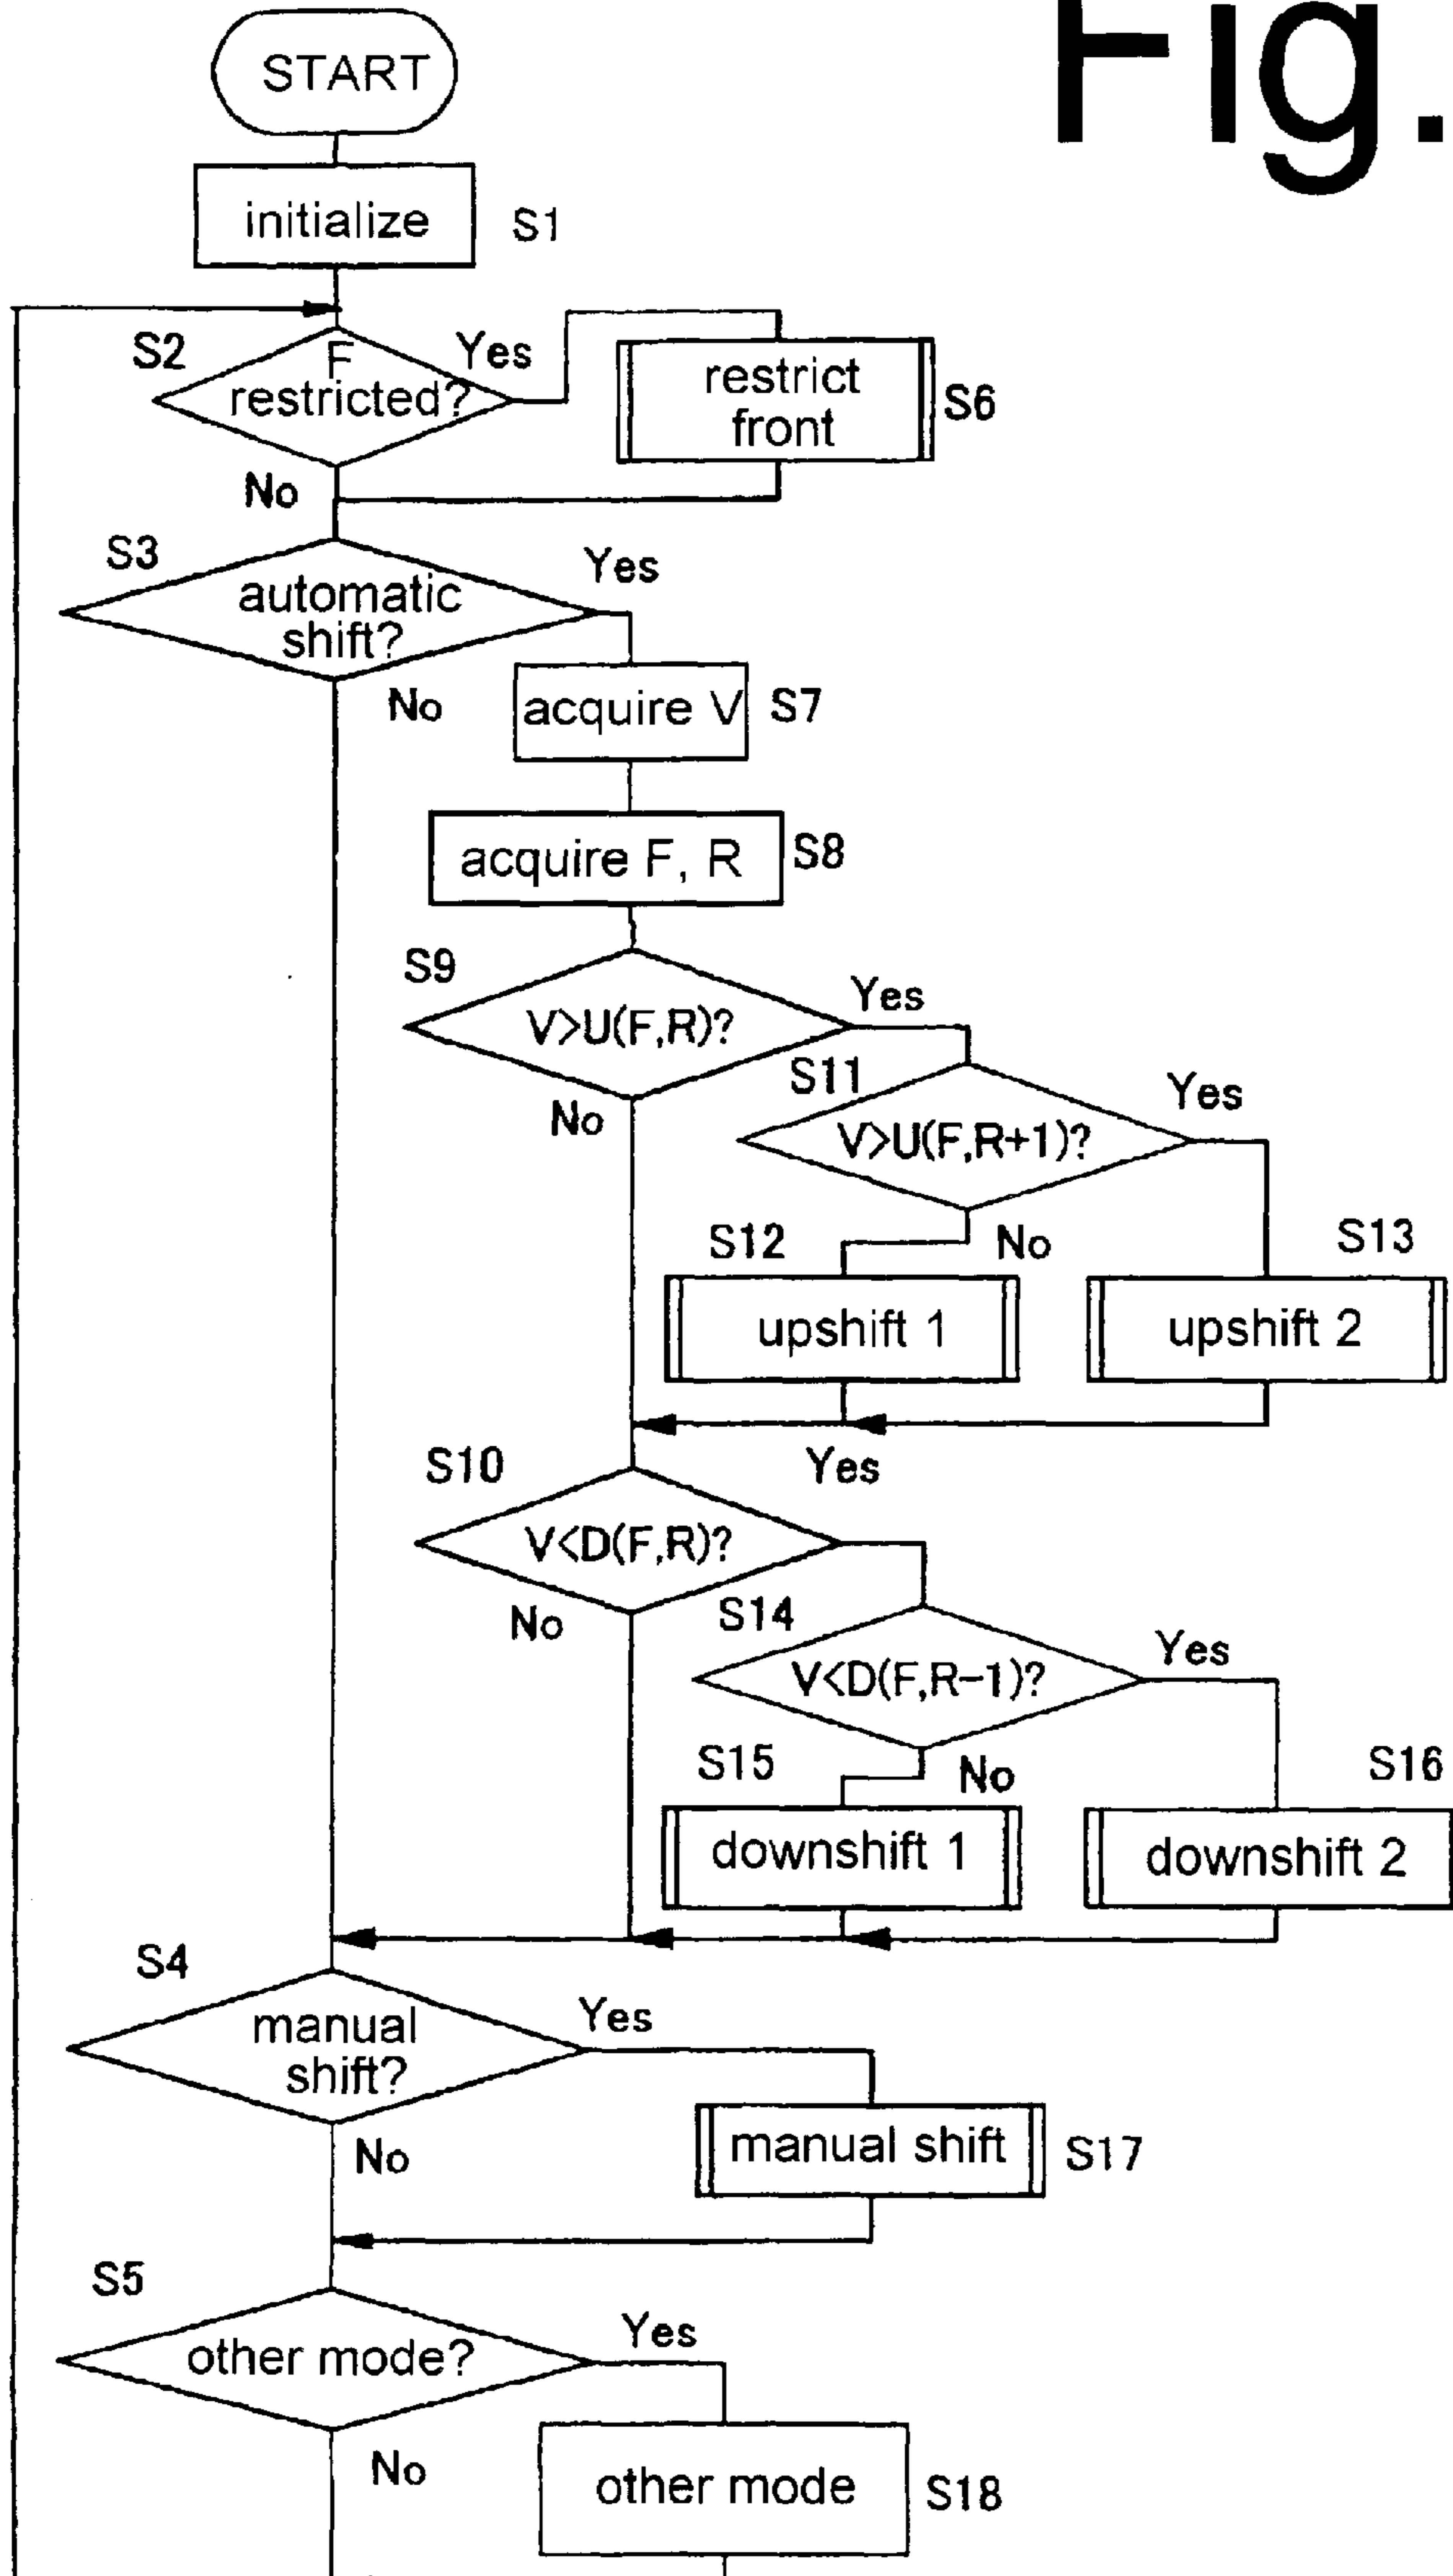 Fig.
START
initialize
S1
S2
F
restricted?
Yes
restrict
front
S6
No
S3
automatic
shift?
Yes
No
acquire V
S7
acquire F, R
S8
S9
V>U(F,R)?
Yes
No
S11
V>U(F,R+1)?
Yes
S12
No
S13
upshift 1
upshift 2
S10
Yes
V<D(F,R)?
No
S14
V<D(F,R-1)?
Yes
S15
No
S16
downshift 1
downshift 2
S4
manual
shift?
Yes
No
manual shift
S17
S5
other mode?
Yes
No
other mode
S18